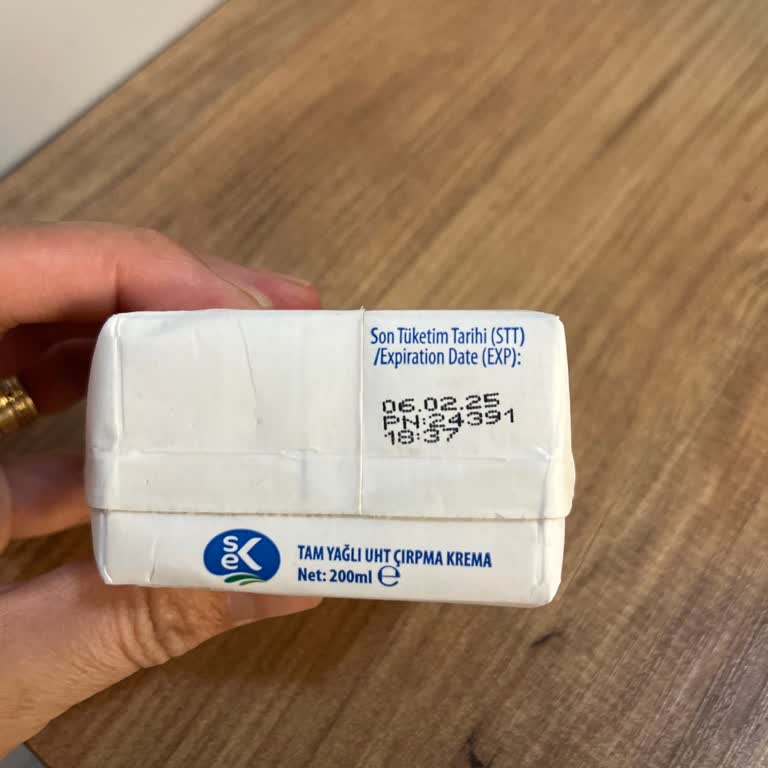 Son Tüketim Tarihi (STT)
/Expiration Date (EXP):
06.02.25
PN:24391
18:37
sek
TAM YAĞLI UHT ÇIRPMA KREMA
Net: 200ml ℮